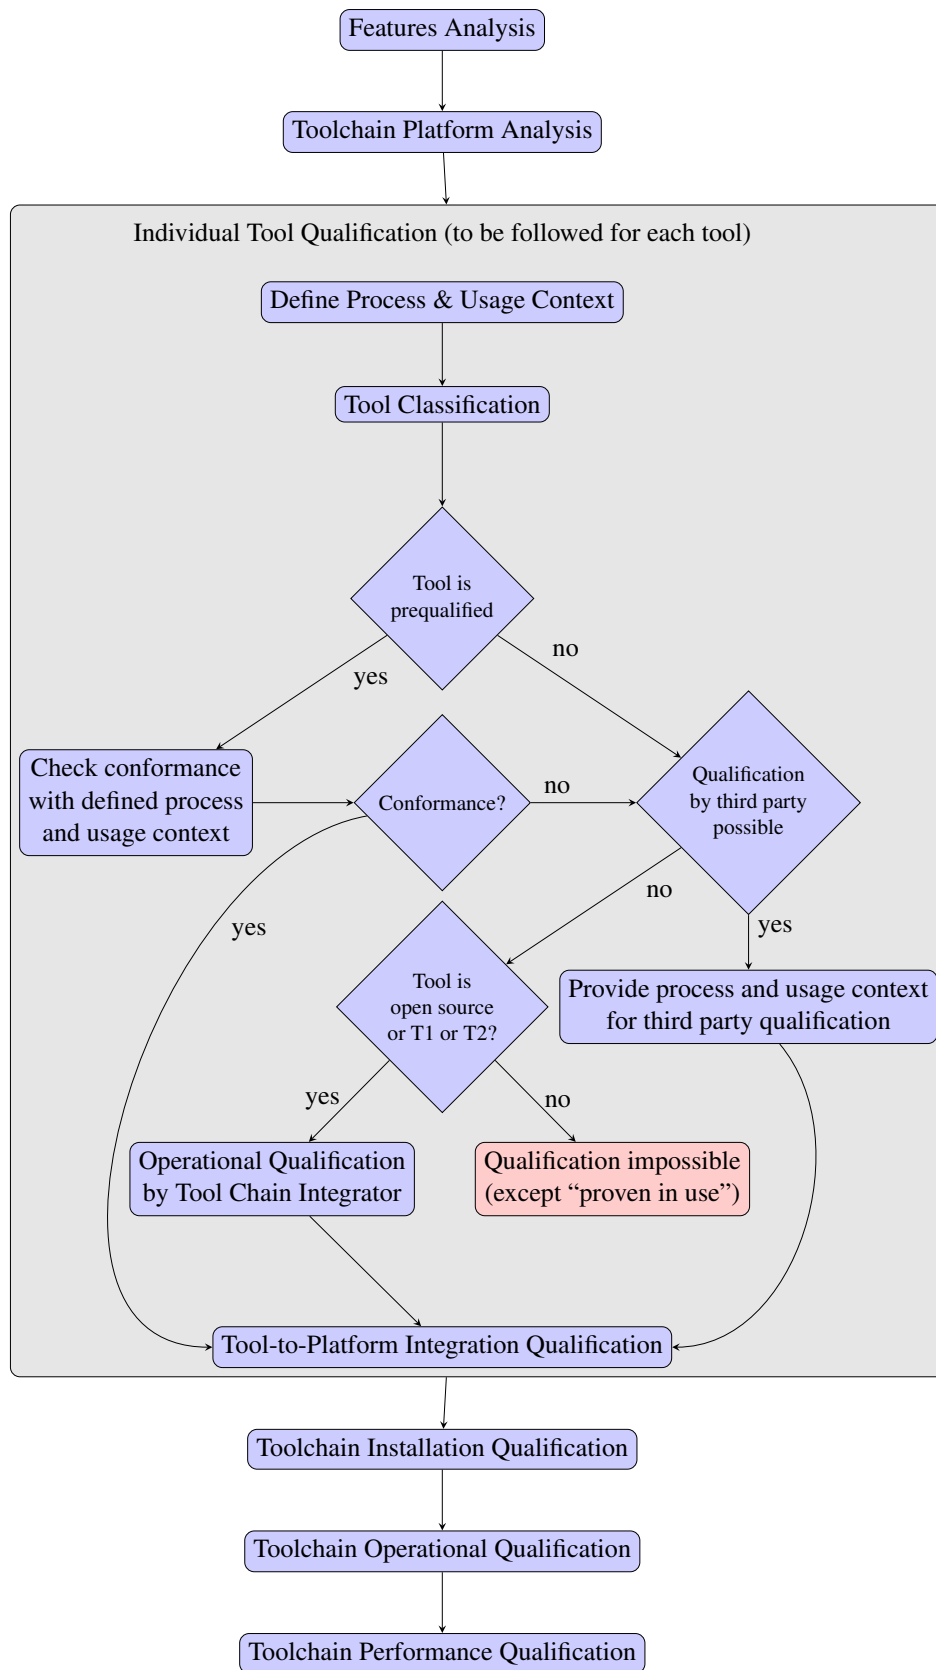 Features Analysis
Toolchain Platform Analysis
Individual Tool Qualification (to be followed for each tool)
Define Process & Usage Context
Tool Classification
Tool is
prequalified
no
yes
Check conformance
with defined process
and usage context
Conformance?
no
Qualification
by third party
possible
no
yes
yes
Tool is
open source
or T1 or T2?
Provide process and usage context
for third party qualification
yes
no
Operational Qualification
by Tool Chain Integrator
Qualification impossible
(except “proven in use”)
Tool-to-Platform Integration Qualification
Toolchain Installation Qualification
Toolchain Operational Qualification
Toolchain Performance Qualification